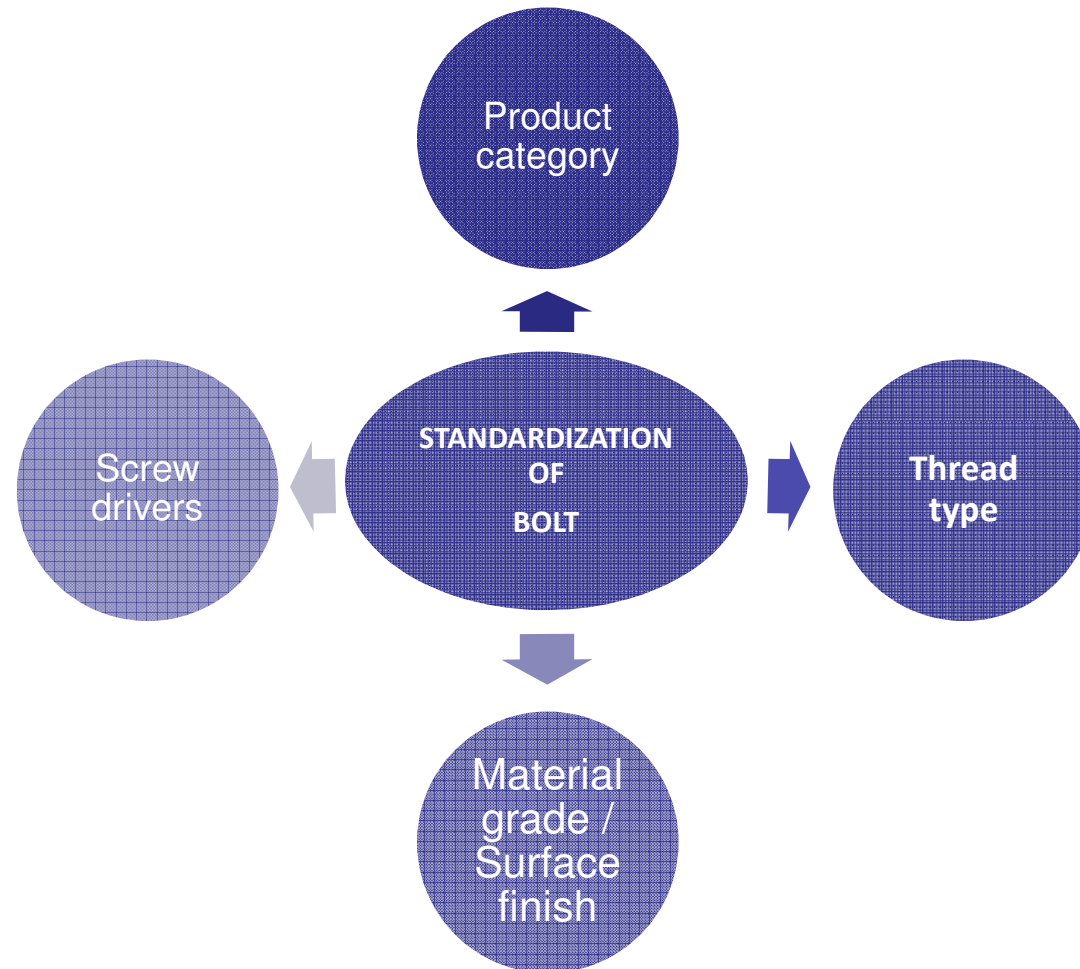 Product
category
STANDARDIZATION
OF
BOLT
Screw
drivers
Thread
type
Material
grade /
Surface
finish